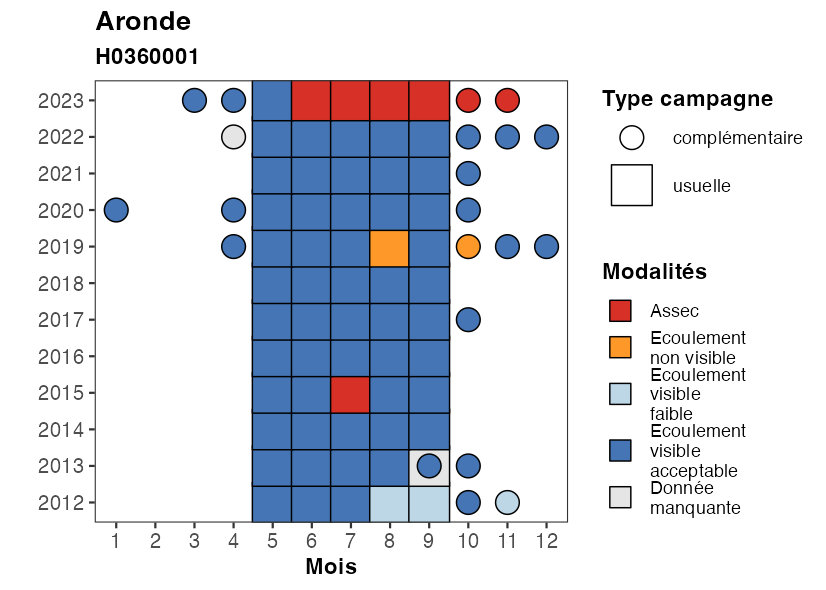 Aronde
H0360001
2023
2022
2021
2020
2019
2018
2017
2016
2015
2014
2013
2012
1 2 3 4 5 6 7 8 9 10 11 12
Mois
Type campagne
complémentaire
usuelle
Modalités
Assec
Ecoulement
non visible
Ecoulement
visible
faible
Ecoulement
visible
acceptable
Donnée
manquante